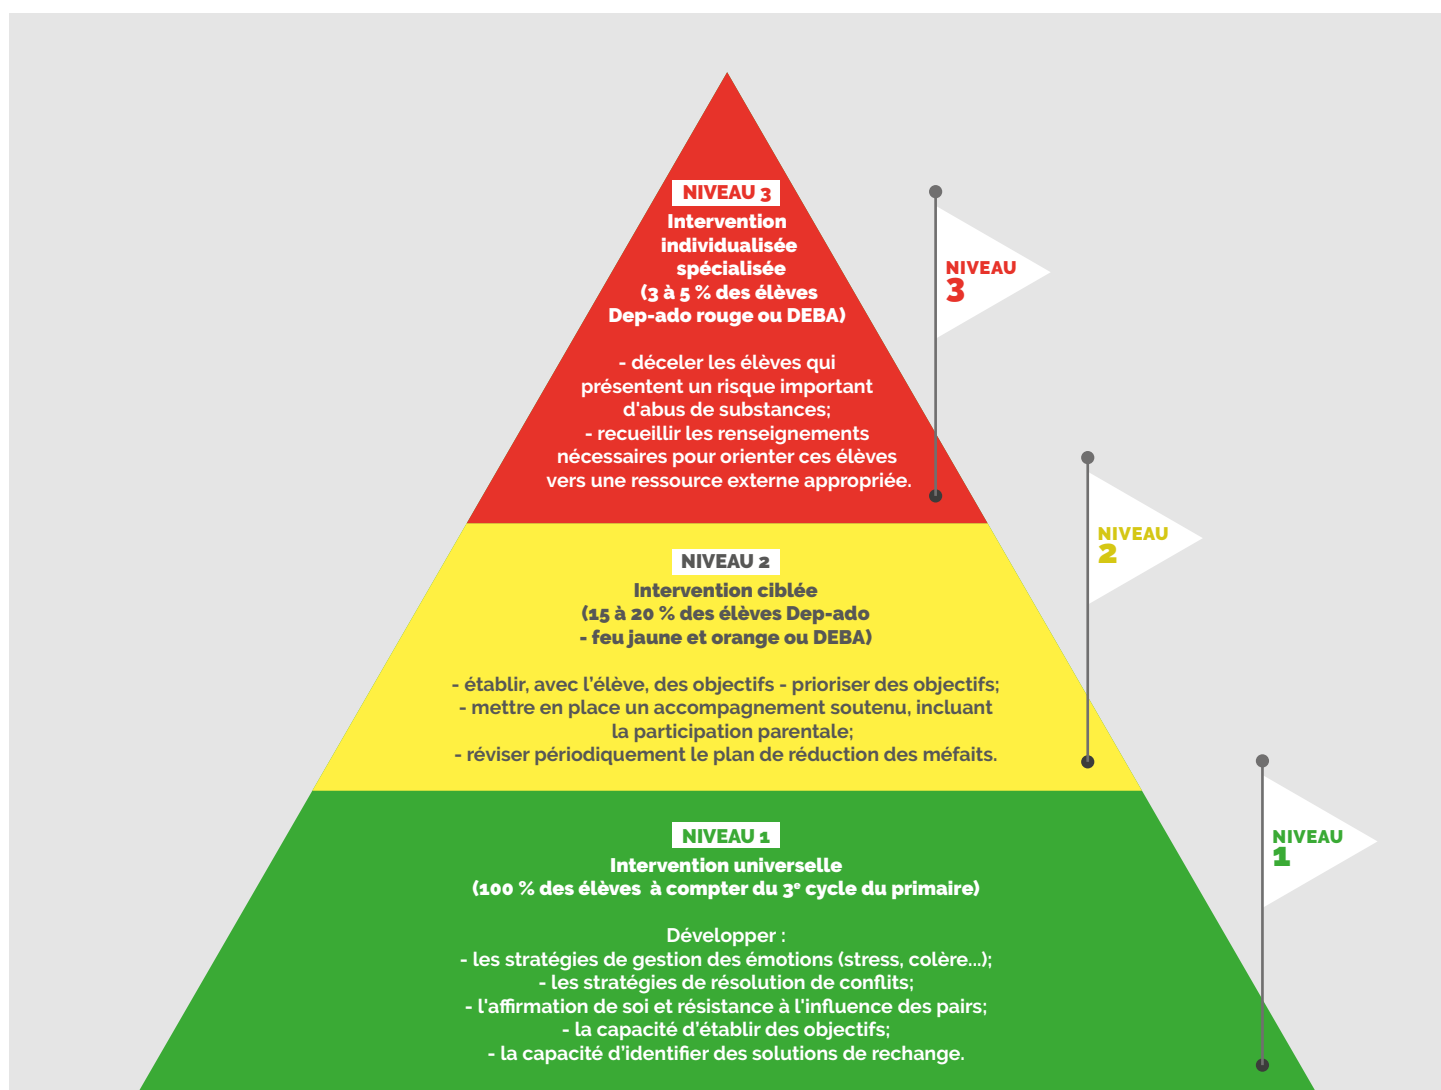 NIVEAU 3
Intervention
individualisée
spécialisée
(3 à 5 % des élèves
Dep-ado rouge ou DEBA)
- déceler les élèves qui
présentent un risque important
d'abus de substances;
- recueillir les renseignements
nécessaires pour orienter ces élèves
vers une ressource externe appropriée.
NIVEAU
3
NIVEAU 2
Intervention ciblée
(15 à 20 % des élèves Dep-ado
- feu jaune et orange ou DEBA)
- établir, avec l’élève, des objectifs - prioriser des objectifs;
- mettre en place un accompagnement soutenu, incluant
la participation parentale;
- réviser périodiquement le plan de réduction des méfaits.
NIVEAU
2
NIVEAU 1
Intervention universelle
(100 % des élèves à compter du 3e cycle du primaire)
Développer :
- les stratégies de gestion des émotions (stress, colère...);
- les stratégies de résolution de conflits;
- l'affirmation de soi et résistance à l'influence des pairs;
- la capacité d’établir des objectifs;
- la capacité d'identifier des solutions de rechange.
NIVEAU
1